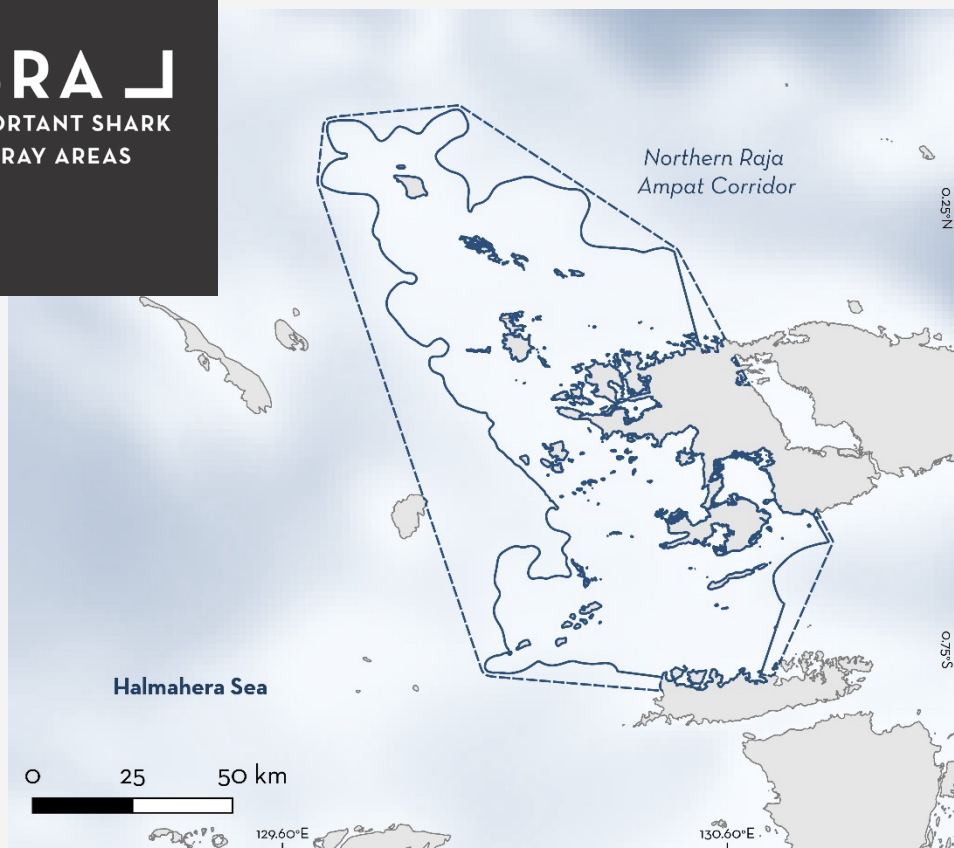 RA
ORTANT SHARK
RAY AREAS
Northern Raja
Ampat Corridor
0.25°N
0.75°S
Halmahera Sea
0 25 50 km
129.60°E
130.60°E